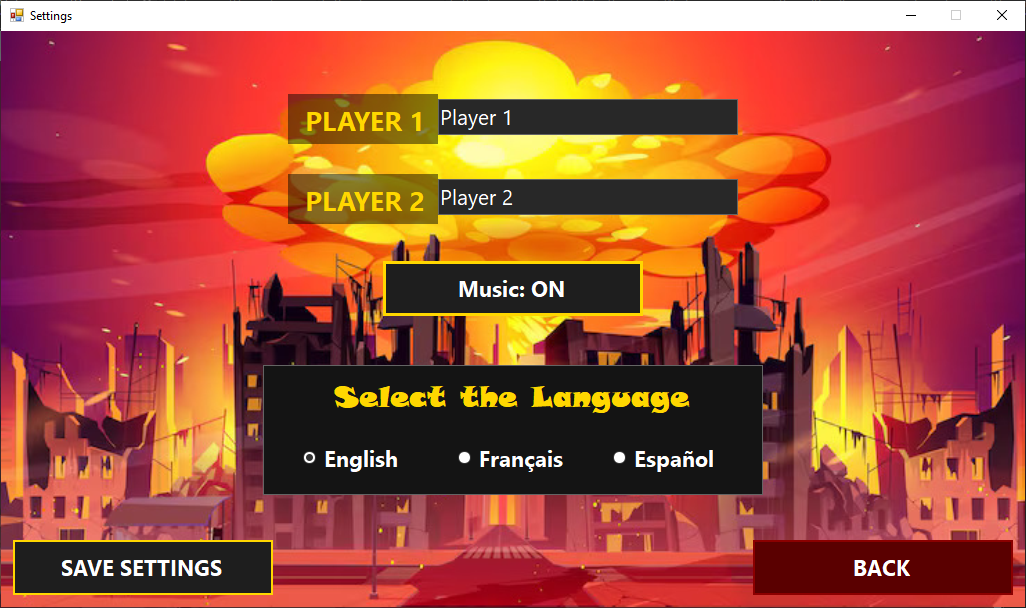 Settings
PLAYER 1 Player 1
PLAYER 2 Player 2
Music: ON
Select the Language
English Français Español
SAVE SETTINGS BACK